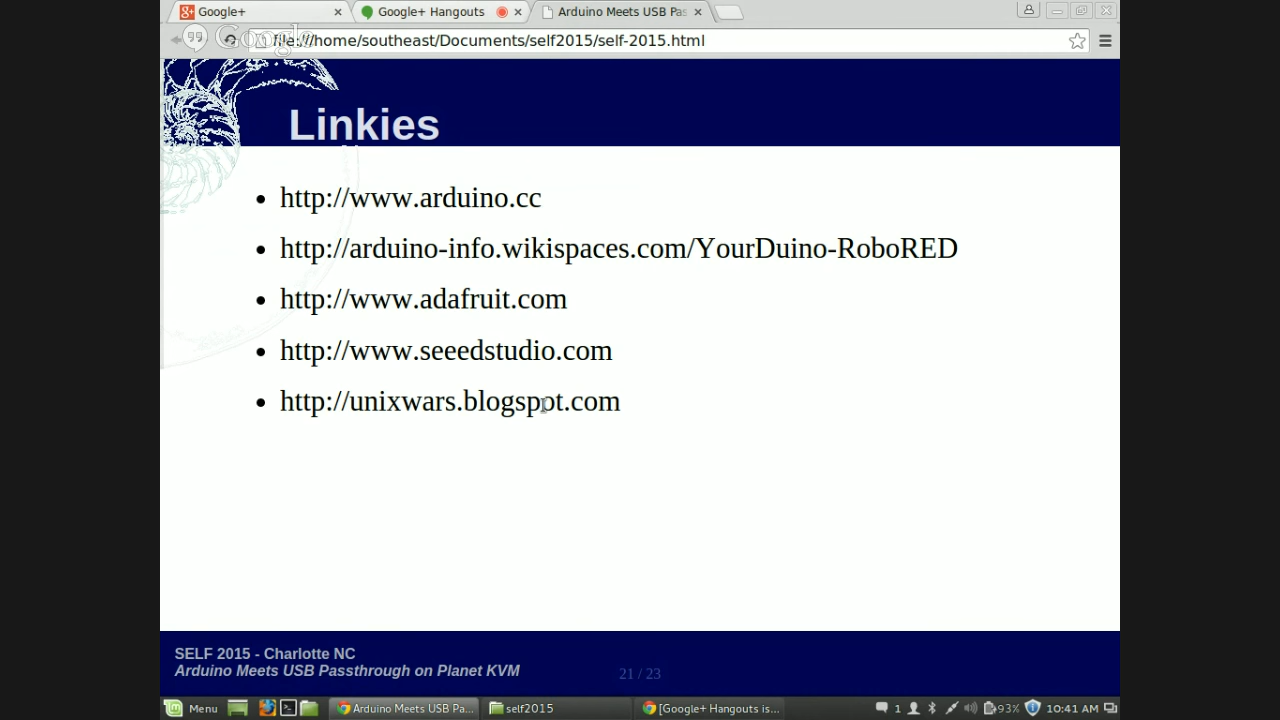 Google+
Google+ Hangouts
Arduino Meets USB Pas
Google
file:///home/southeast/Documents/self2015/self-2015.html
Linkies
• http://www.arduino.cc
• http://arduino-info.wikispaces.com/YourDuino-RoboRED
• http://www.adafruit.com
• http://www.seeedstudio.com
• http://unixwars.blogspot.com
SELF 2015 - Charlotte NC
Arduino Meets USB Passthrough on Planet KVM
21 / 23
Menu
Arduino Meets USB Pa...
self2015
[Google+ Hangouts is...
1
93%
10:41 AM